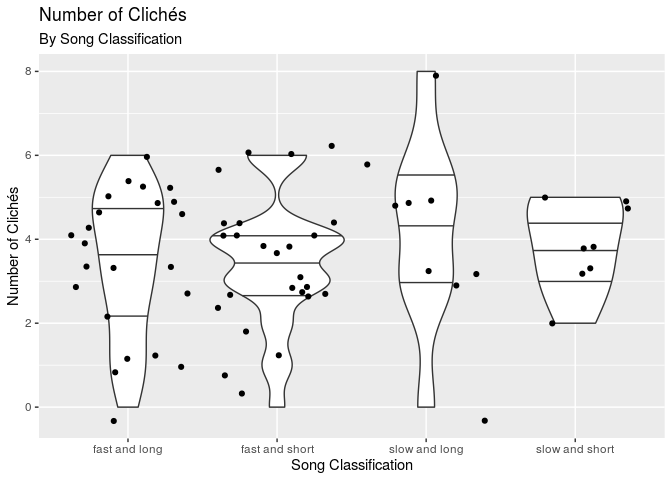 Number of Clichés
By Song Classification
Number of Clichés
8
6
4
2
0
fast and long
fast and short
slow and long
slow and short
Song Classification